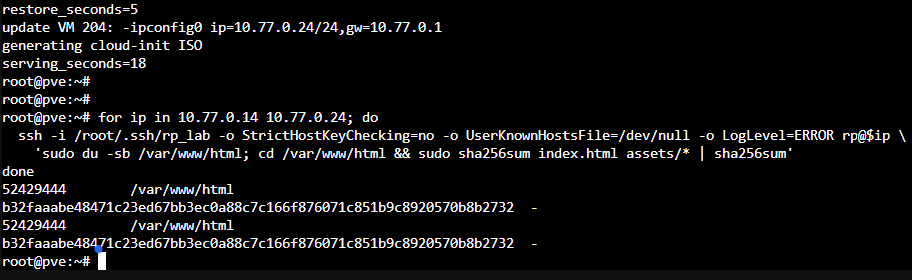 restore_seconds=5
update VM 204: -ipconfig0 ip=10.77.0.24/24,gw=10.77.0.1
generating cloud-init ISO
serving_seconds=18
root@pve:~#
root@pve:~#
root@pve:~# for ip in 10.77.0.14 10.77.0.24; do
  ssh -i /root/.ssh/rp_lab -o StrictHostKeyChecking=no -o UserKnownHostsFile=/dev/null -o LogLevel=ERROR rp@$ip \
    'sudo du -sb /var/www/html; cd /var/www/html && sudo sha256sum index.html assets/* | sha256sum'
done
52429444        /var/www/html
b32faaabe48471c23ed67bb3ec0a88c7c166f876071c851b9c8920570b8b2732  -
52429444        /var/www/html
b32faaabe48471c23ed67bb3ec0a88c7c166f876071c851b9c8920570b8b2732  -
root@pve:~#